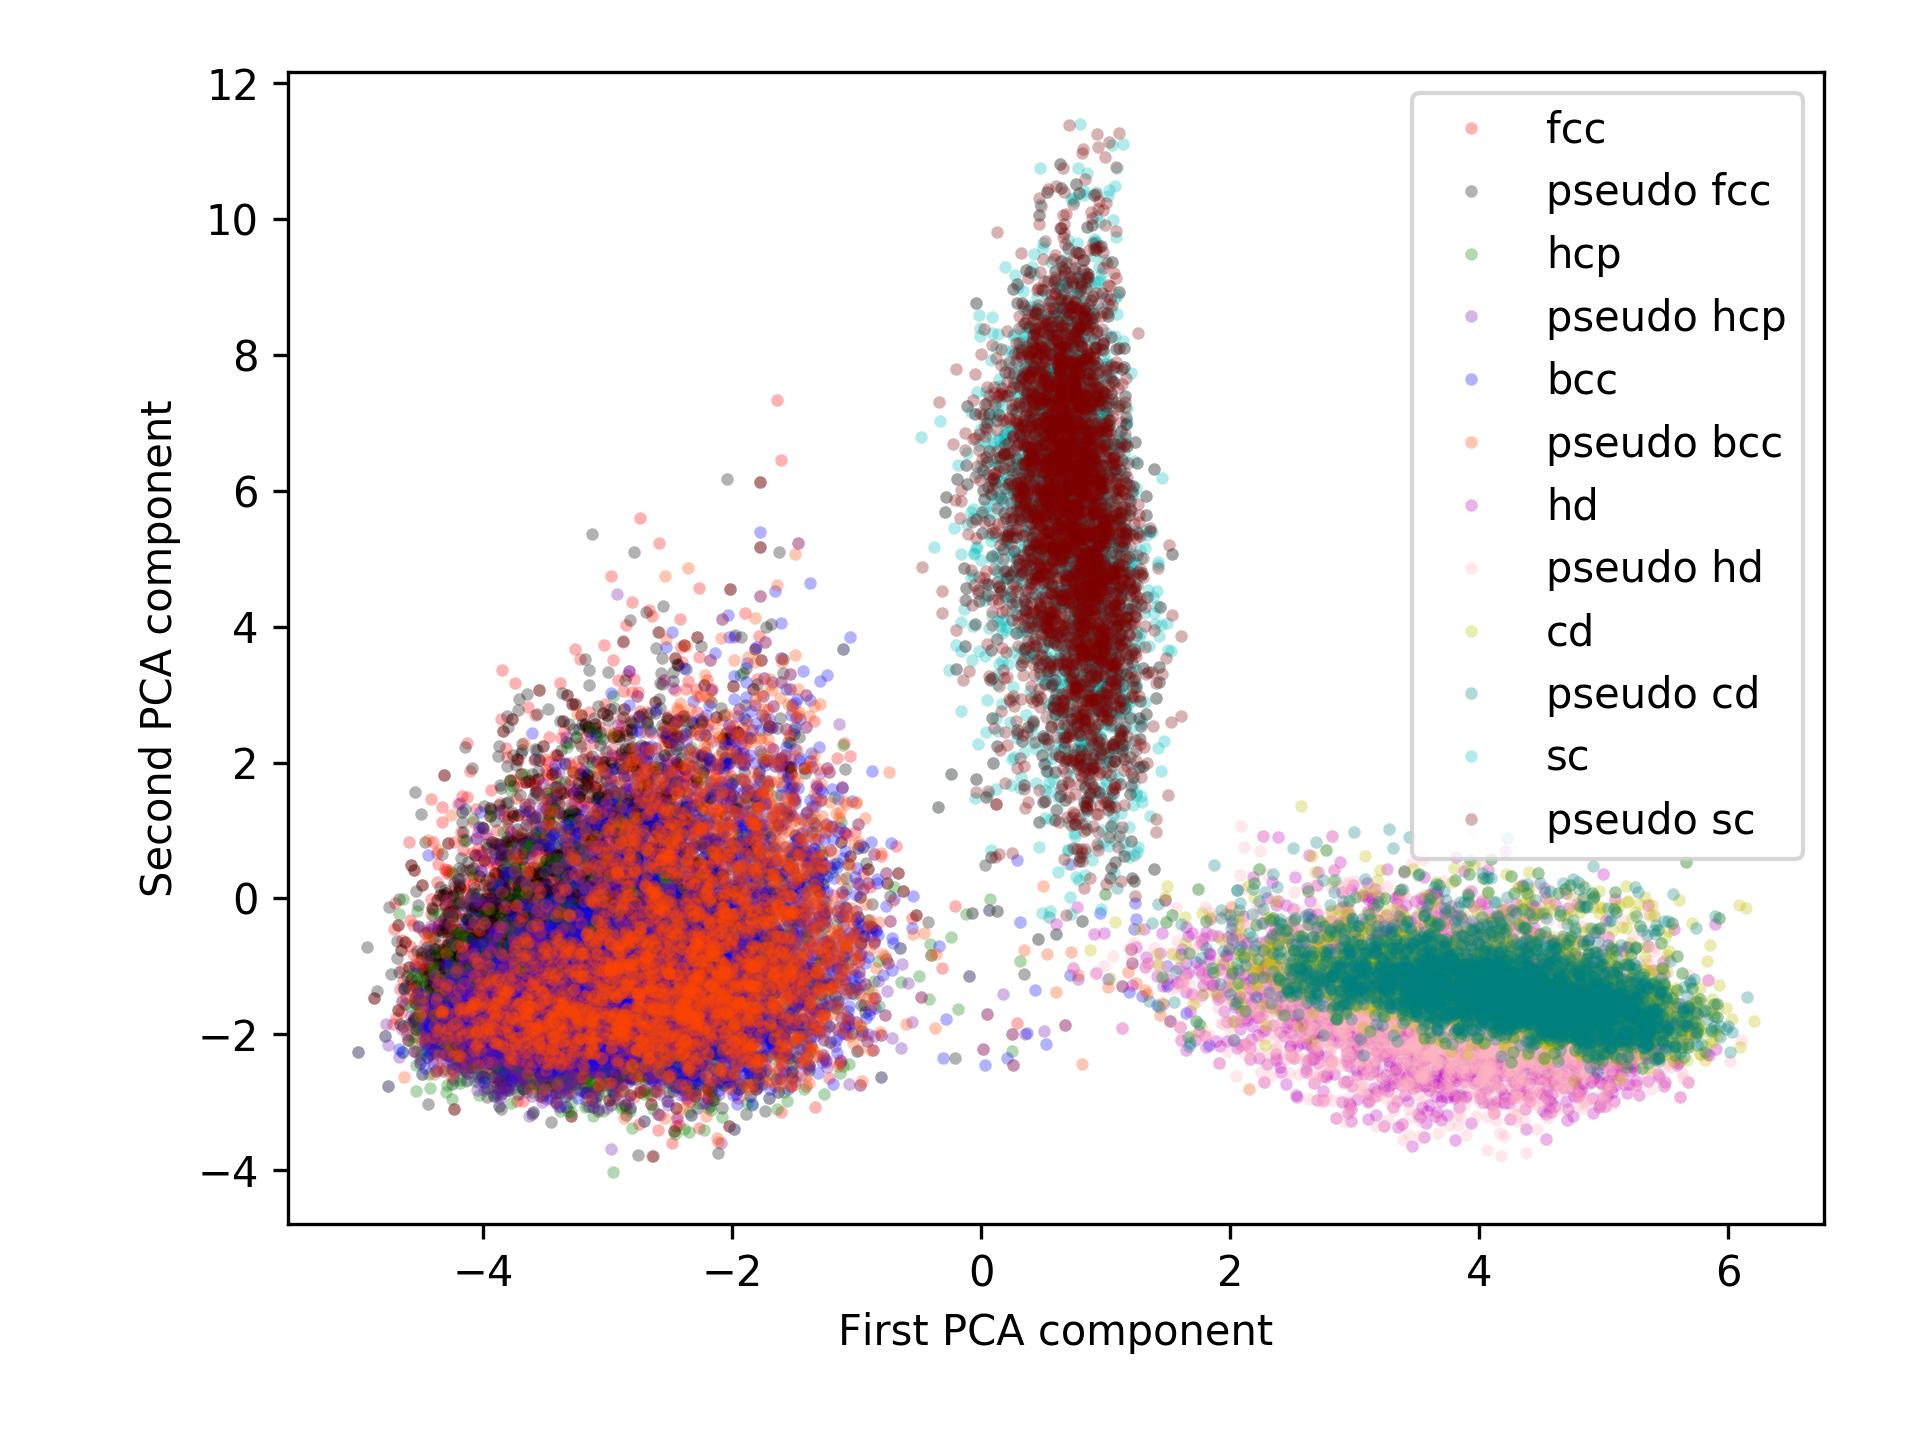 12
10
8
6
4
2
0
−2
−4
Second PCA component
−4
−2
0
2
4
6
First PCA component
fcc
pseudo fcc
hcp
pseudo hcp
bcc
pseudo bcc
hd
pseudo hd
cd
pseudo cd
sc
pseudo sc